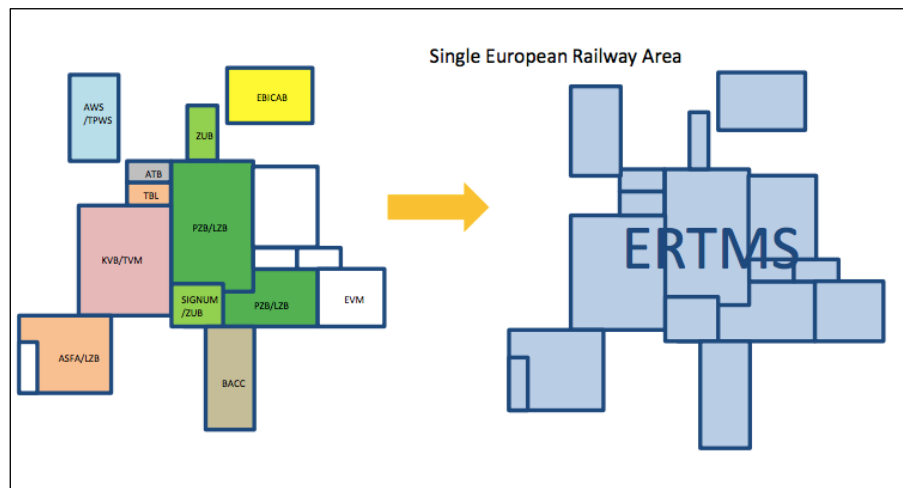 Single European Railway Area
AWS
/TPWS
EBICAB
ZUB
ATB
TBL
PZB/LZB
KVB/TVM
SIGNUM
/ZUB
PZB/LZB
EVM
ASFA/LZB
BACC
ERTMS